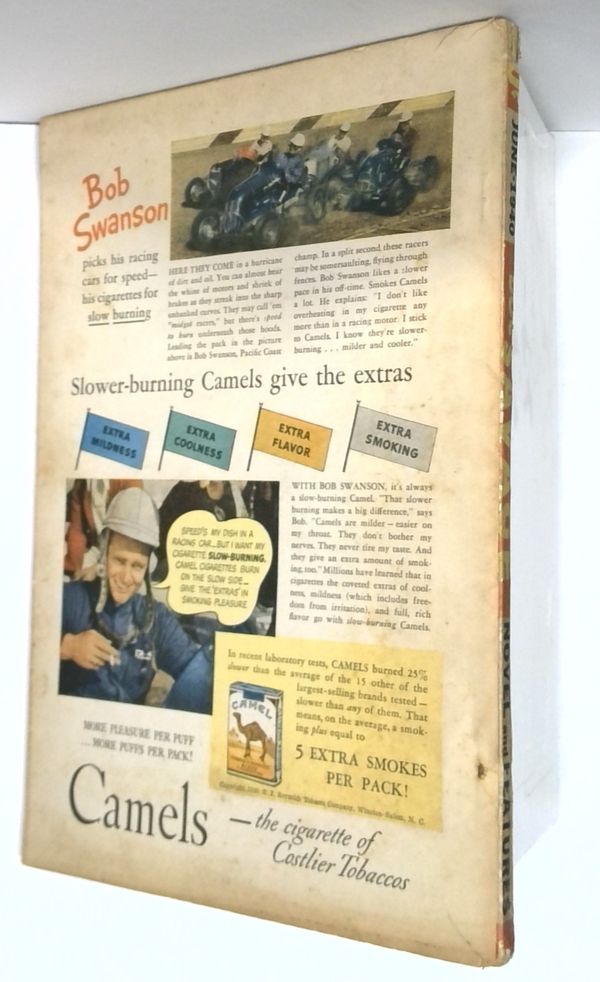 Bob
Swanson
picks his racing
cars for speed—
his cigarettes for
slow burning
HERE THEY COME in a hurricane
of dirt and oil. You can almost hear
the whine of motors and shriek of
brakes as they streak into the sharp
unbanked curves. They may call 'em
"midget racers," but there's speed
to burn underneath those hoods.
Leading the pack in the picture
above is Bob Swanson, Pacific Coast
champ. In a split second, these racers
may be somersaulting, flying through
fences. Bob Swanson likes a slower
pace in his off-time. Smokes Camels
a lot. He explains: "I don't like
overheating in my cigarette any
more than in a racing motor. I stick
to Camels. I know they're slower-
burning . . . milder and cooler."
Slower-burning Camels give the extras
EXTRA
MILDNESS
EXTRA
COOLNESS
EXTRA
FLAVOR
EXTRA
SMOKING
SPEED'S MY DISH IN A
RACING CAR...BUT I WANT MY
CIGARETTE SLOW-BURNING.
CAMEL CIGARETTES BURN
ON THE SLOW SIDE...
GIVE THE 'EXTRAS' IN
SMOKING PLEASURE
WITH BOB SWANSON, it's always
a slow-burning Camel. "That slower
burning makes a big difference," says
Bob. "Camels are milder—easier on
my throat. They don't bother my
nerves. They never tire my taste. And
they give an extra amount of smok-
ing, too." Millions have learned that in
cigarettes the coveted extras of cool-
ness, mildness (which includes free-
dom from irritation), and full, rich
flavor go with slow-burning Camels.
In recent laboratory tests, CAMELS burned 25%
slower than the average of the 15 other of the
largest-selling brands tested—
slower than any of them. That
means, on the average, a smok-
ing plus equal to
5 EXTRA SMOKES
PER PACK!
CAMEL
Copyright, 1940, R. J. Reynolds Tobacco Company, Winston-Salem, N. C.
MORE PLEASURE PER PUFF
...MORE PUFFS PER PACK!
Camels
—the cigarette of
Costlier Tobaccos
JUNE-1940
NOVEL and FEATURES